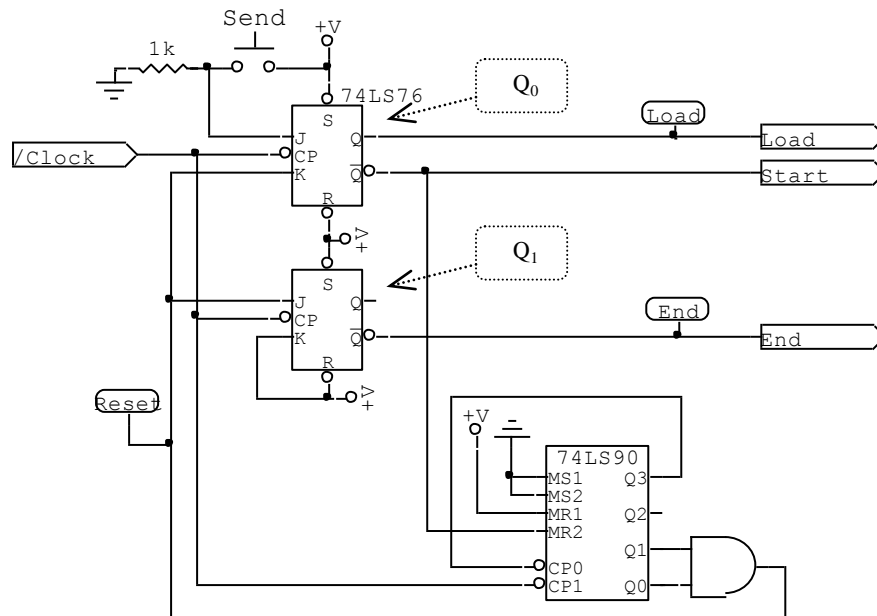 Send
+V
1k
74LS76
Q₀
S
J
Q
Load
Load
/Clock
CP
K
Q̅
Start
R
+V
Q₁
S
J
Q
End
CP
K
Q̅
End
R
+V
Reset
+V
74LS90
MS1
Q3
MS2
MR1
Q2
MR2
Q1
CP0
CP1
Q0